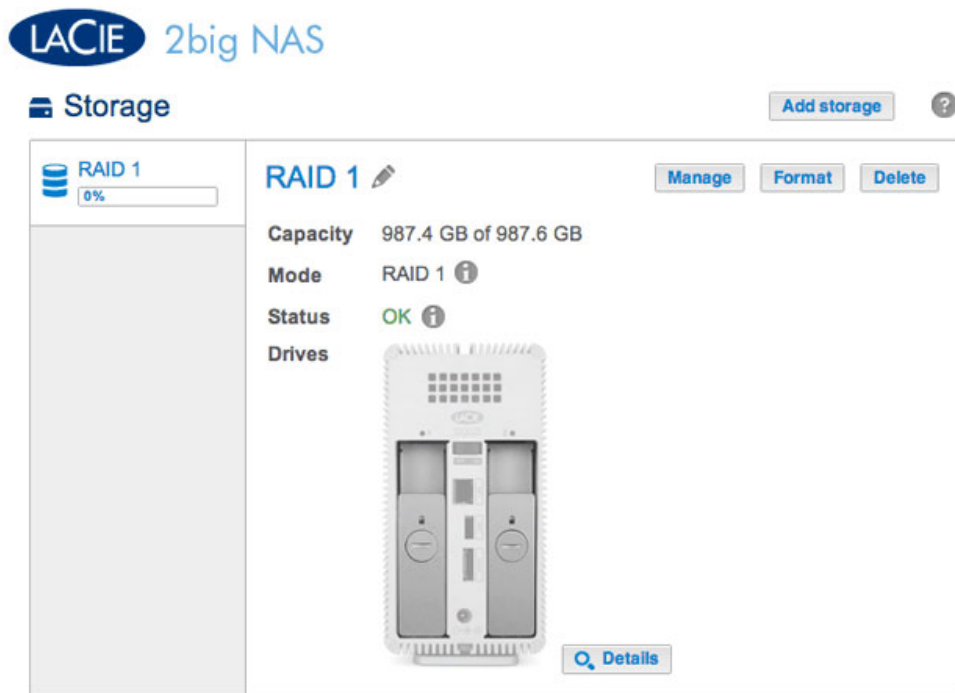 LACIE 2big NAS
Storage
Add storage
?
RAID 1
0%
RAID 1
Manage
Format
Delete
Capacity 987.4 GB of 987.6 GB
Mode RAID 1
Status OK
Drives
LACIE
Details